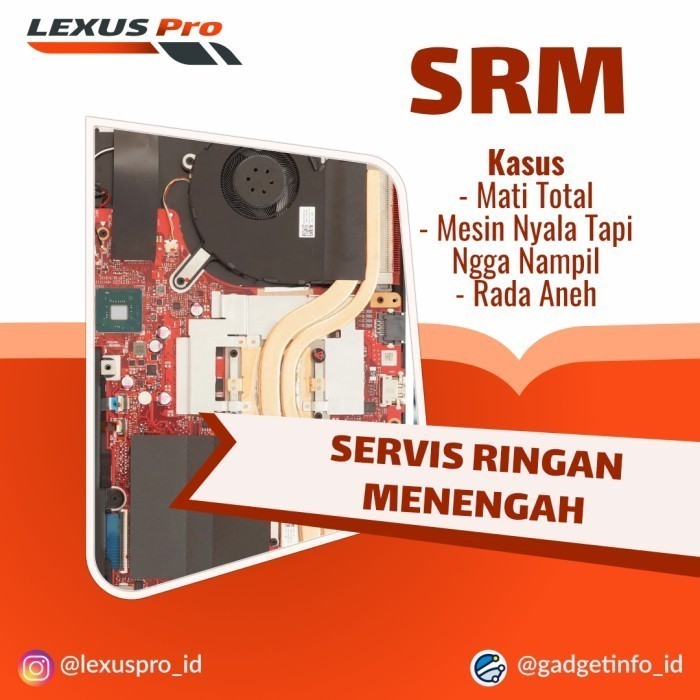 LEXUS Pro
SRM
Kasus
- Mati Total
- Mesin Nyala Tapi
Ngga Nampil
- Rada Aneh
SERVIS RINGAN
MENENGAH
@lexuspro_id
@gadgetinfo_id